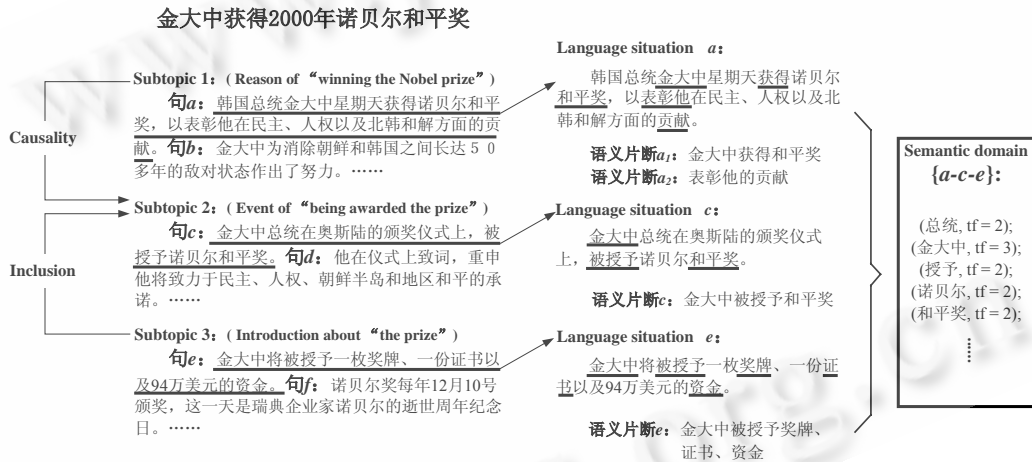 金大中获得2000年诺贝尔和平奖
Causality
Inclusion
Subtopic 1:（Reason of “winning the Nobel prize”）
句a：韩国总统金大中星期天获得诺贝尔和平
奖，以表彰他在民主、人权以及北韩和解方面的贡
献。句b：金大中为消除朝鲜和韩国之间长达５０
多年的敌对状态作出了努力。……
Subtopic 2:（Event of “being awarded the prize”）
句c：金大中总统在奥斯陆的颁奖仪式上，被
授予诺贝尔和平奖。句d：他在仪式上致词，重申
他将致力于民主、人权、朝鲜半岛和地区和平的承
诺。……
Subtopic 3:（Introduction about “the prize”）
句e：金大中将被授予一枚奖牌、一份证书以
及94万美元的资金。句f：诺贝尔奖每年12月10号
颁奖，这一天是瑞典企业家诺贝尔的逝世周年纪念
日。……
Language situation a：
韩国总统金大中星期天获得诺贝尔
和平奖，以表彰他在民主、人权以及北
韩和解方面的贡献。
语义片断a1：金大中获得和平奖
语义片断a2：表彰他的贡献
Language situation c：
金大中总统在奥斯陆的颁奖仪式
上，被授予诺贝尔和平奖。
语义片断c：金大中被授予和平奖
Language situation e：
金大中将被授予一枚奖牌、一份证
书以及94万美元的资金。
语义片断e：金大中被授予奖牌、
证书、资金
Semantic domain
{a-c-e}:
(总统, tf = 2);
(金大中, tf = 3);
(授予, tf = 2);
(诺贝尔, tf = 2);
(和平奖, tf = 2);
……